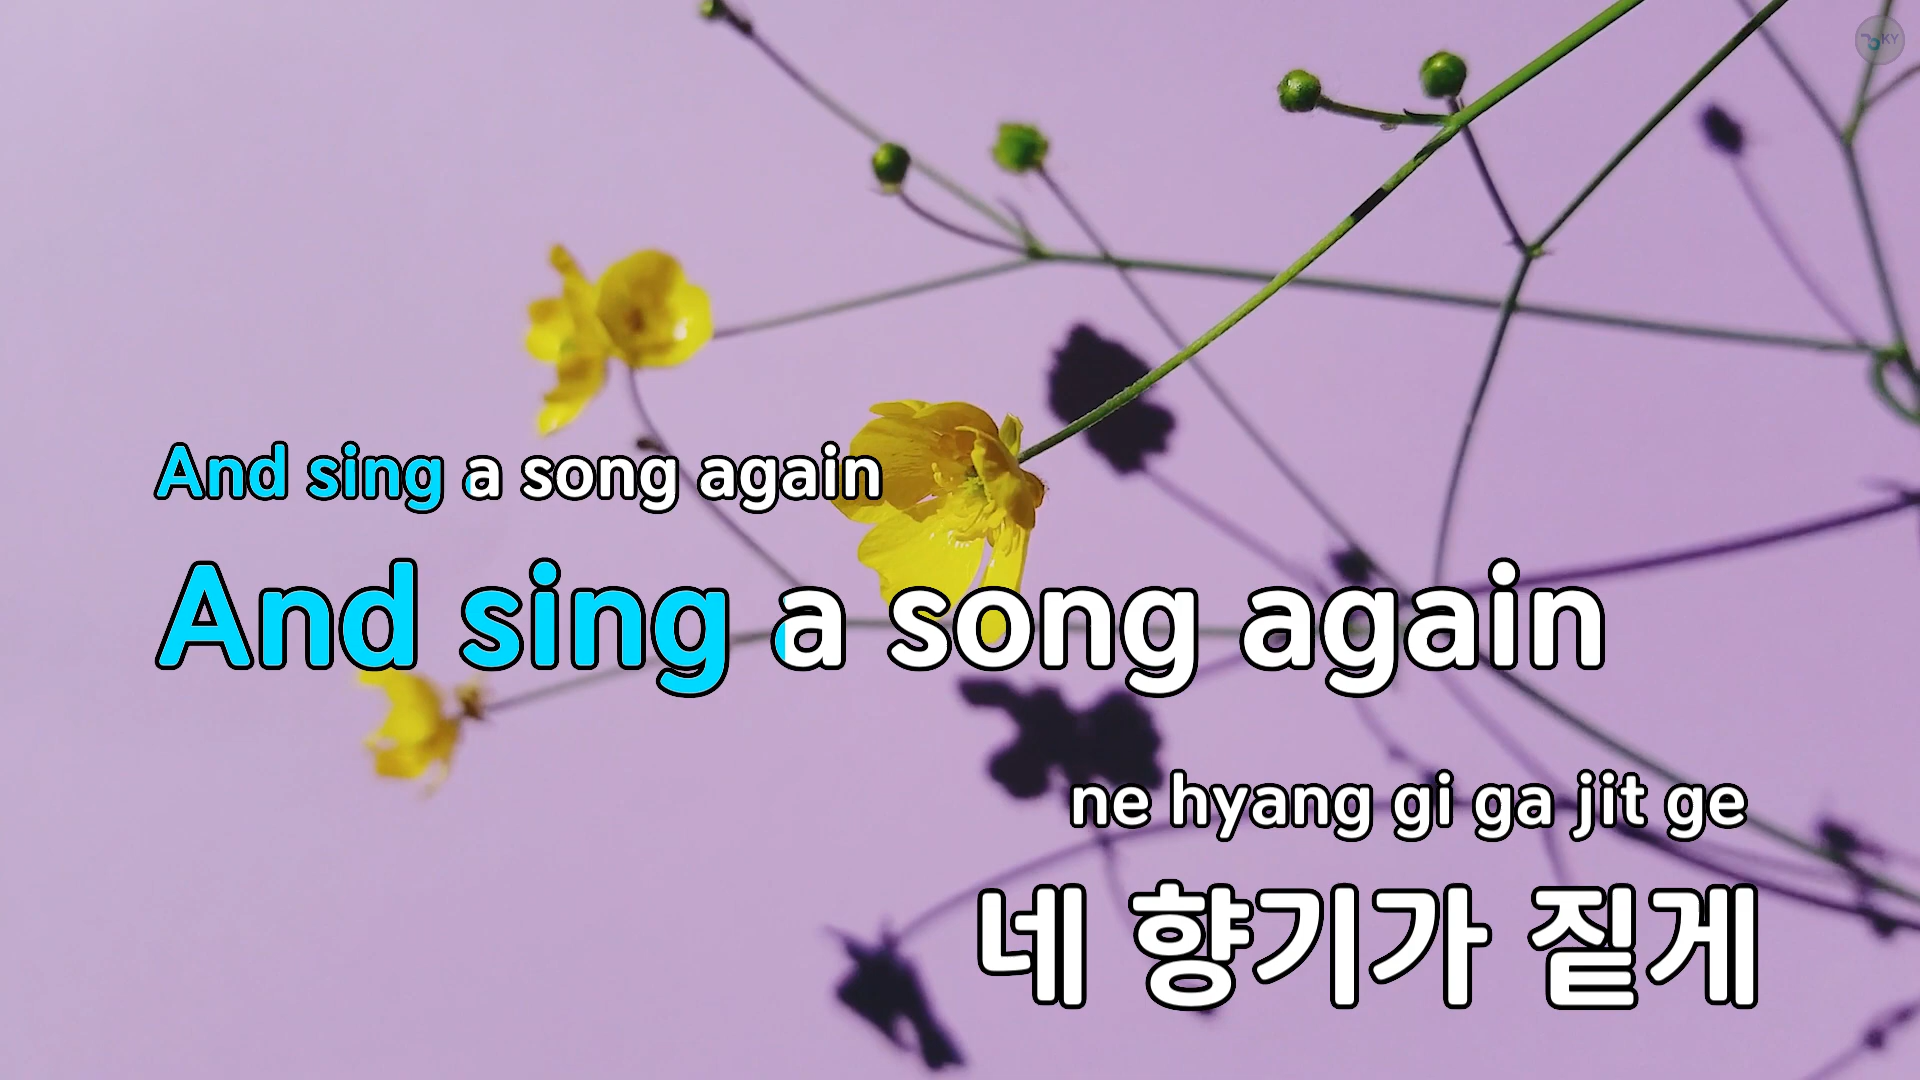 KY
And sing a song again
And sing a song again
ne hyang gi ga jit ge
네 향기가 짙게